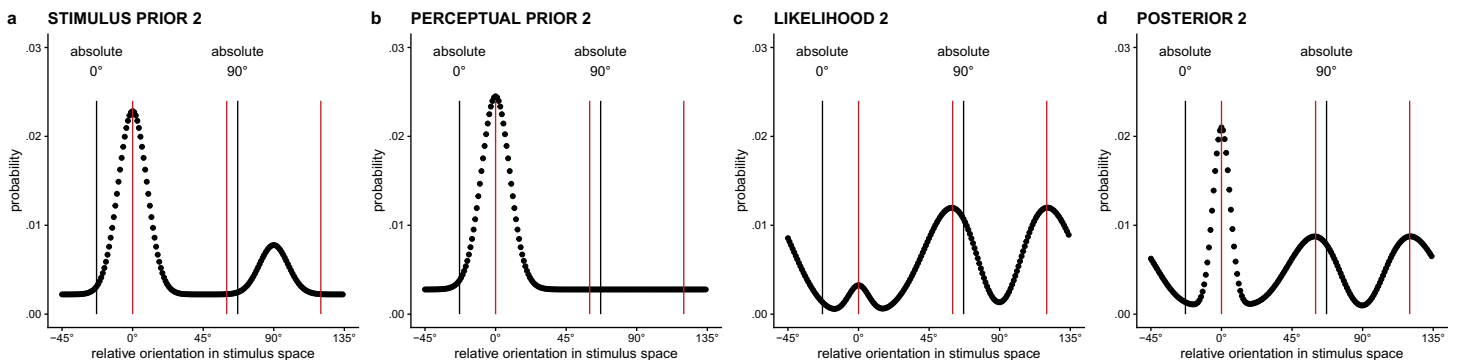 a STIMULUS PRIOR 2
absolute
0°
absolute
90°
.03
.02
.01
.00
probability
−45°
0°
45°
90°
135°
relative orientation in stimulus space
b PERCEPTUAL PRIOR 2
absolute
0°
absolute
90°
.03
.02
.01
.00
probability
−45°
0°
45°
90°
135°
relative orientation in stimulus space
c LIKELIHOOD 2
absolute
0°
absolute
90°
.03
.02
.01
.00
probability
−45°
0°
45°
90°
135°
relative orientation in stimulus space
d POSTERIOR 2
absolute
0°
absolute
90°
.03
.02
.01
.00
probability
−45°
0°
45°
90°
135°
relative orientation in stimulus space